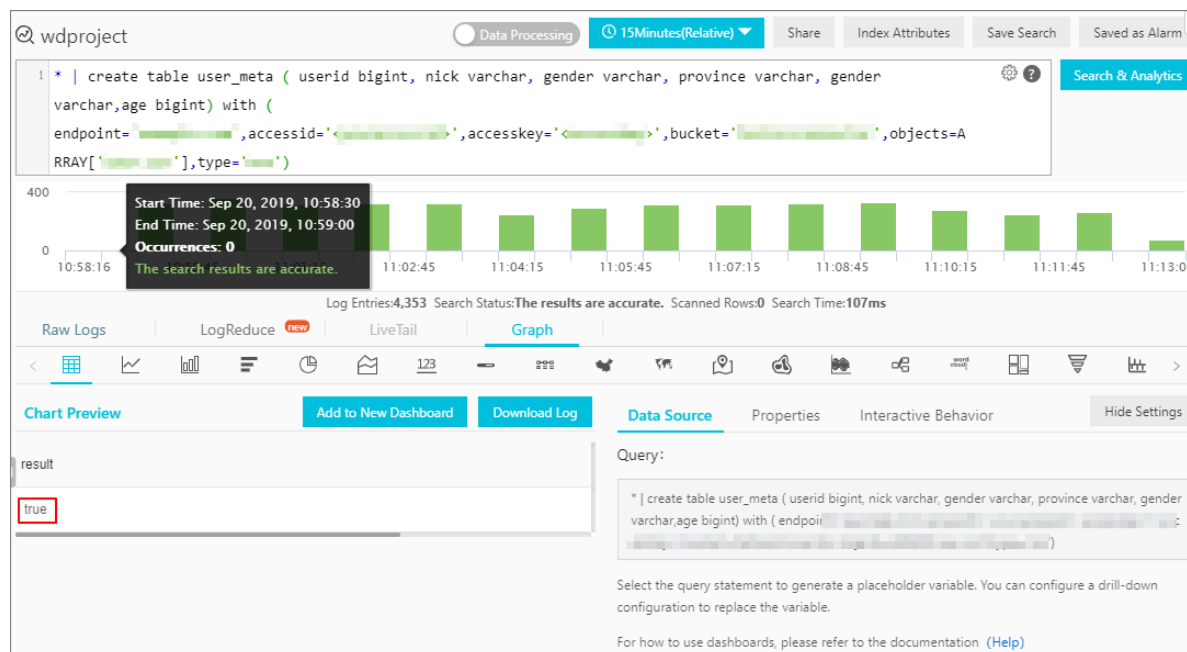 wdproject
Data Processing
15Minutes(Relative)
Share
Index Attributes
Save Search
Saved as Alarm
1
* | create table user_meta ( userid bigint, nick varchar, gender varchar, province varchar, gender
varchar,age bigint) with (
endpoint=' ',accessid='< >',accesskey='< >',bucket=' ',objects=A
RRAY[' '],type=' ')
?
Search & Analytics
400
0
Start Time: Sep 20, 2019, 10:58:30
End Time: Sep 20, 2019, 10:59:00
Occurrences: 0
The search results are accurate.
10:58:16
11:02:45
11:04:15
11:05:45
11:07:15
11:08:45
11:10:15
11:11:45
11:13:0
Log Entries:4,353 Search Status:The results are accurate. Scanned Rows:0 Search Time:107ms
Raw Logs
LogReduce
new
LiveTail
Graph
123
word
cloud
Chart Preview
Add to New Dashboard
Download Log
Data Source
Properties
Interactive Behavior
Hide Settings
result
true
Query:
* | create table user_meta ( userid bigint, nick varchar, gender varchar, province varchar, gender
varchar,age bigint) with ( endpoi
')
Select the query statement to generate a placeholder variable. You can configure a drill-down
configuration to replace the variable.
For how to use dashboards, please refer to the documentation (Help)